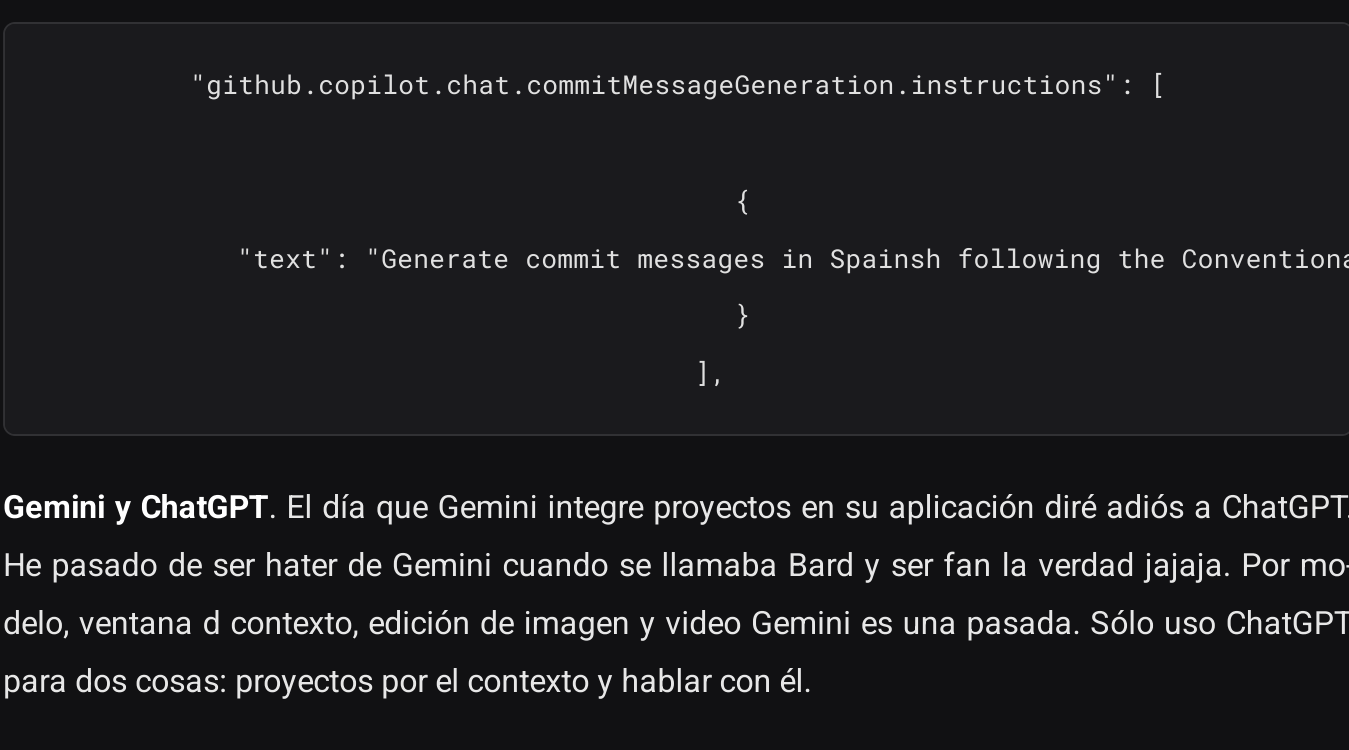 "github.copilot.chat.commitMessageGeneration.instructions": [
{
"text": "Generate commit messages in Spainsh following the Conventiona
}
],
Gemini y ChatGPT. El día que Gemini integre proyectos en su aplicación diré adiós a ChatGPT.
He pasado de ser hater de Gemini cuando se llamaba Bard y ser fan la verdad jajaja. Por mo-
delo, ventana d contexto, edición de imagen y video Gemini es una pasada. Sólo uso ChatGPT
para dos cosas: proyectos por el contexto y hablar con él.